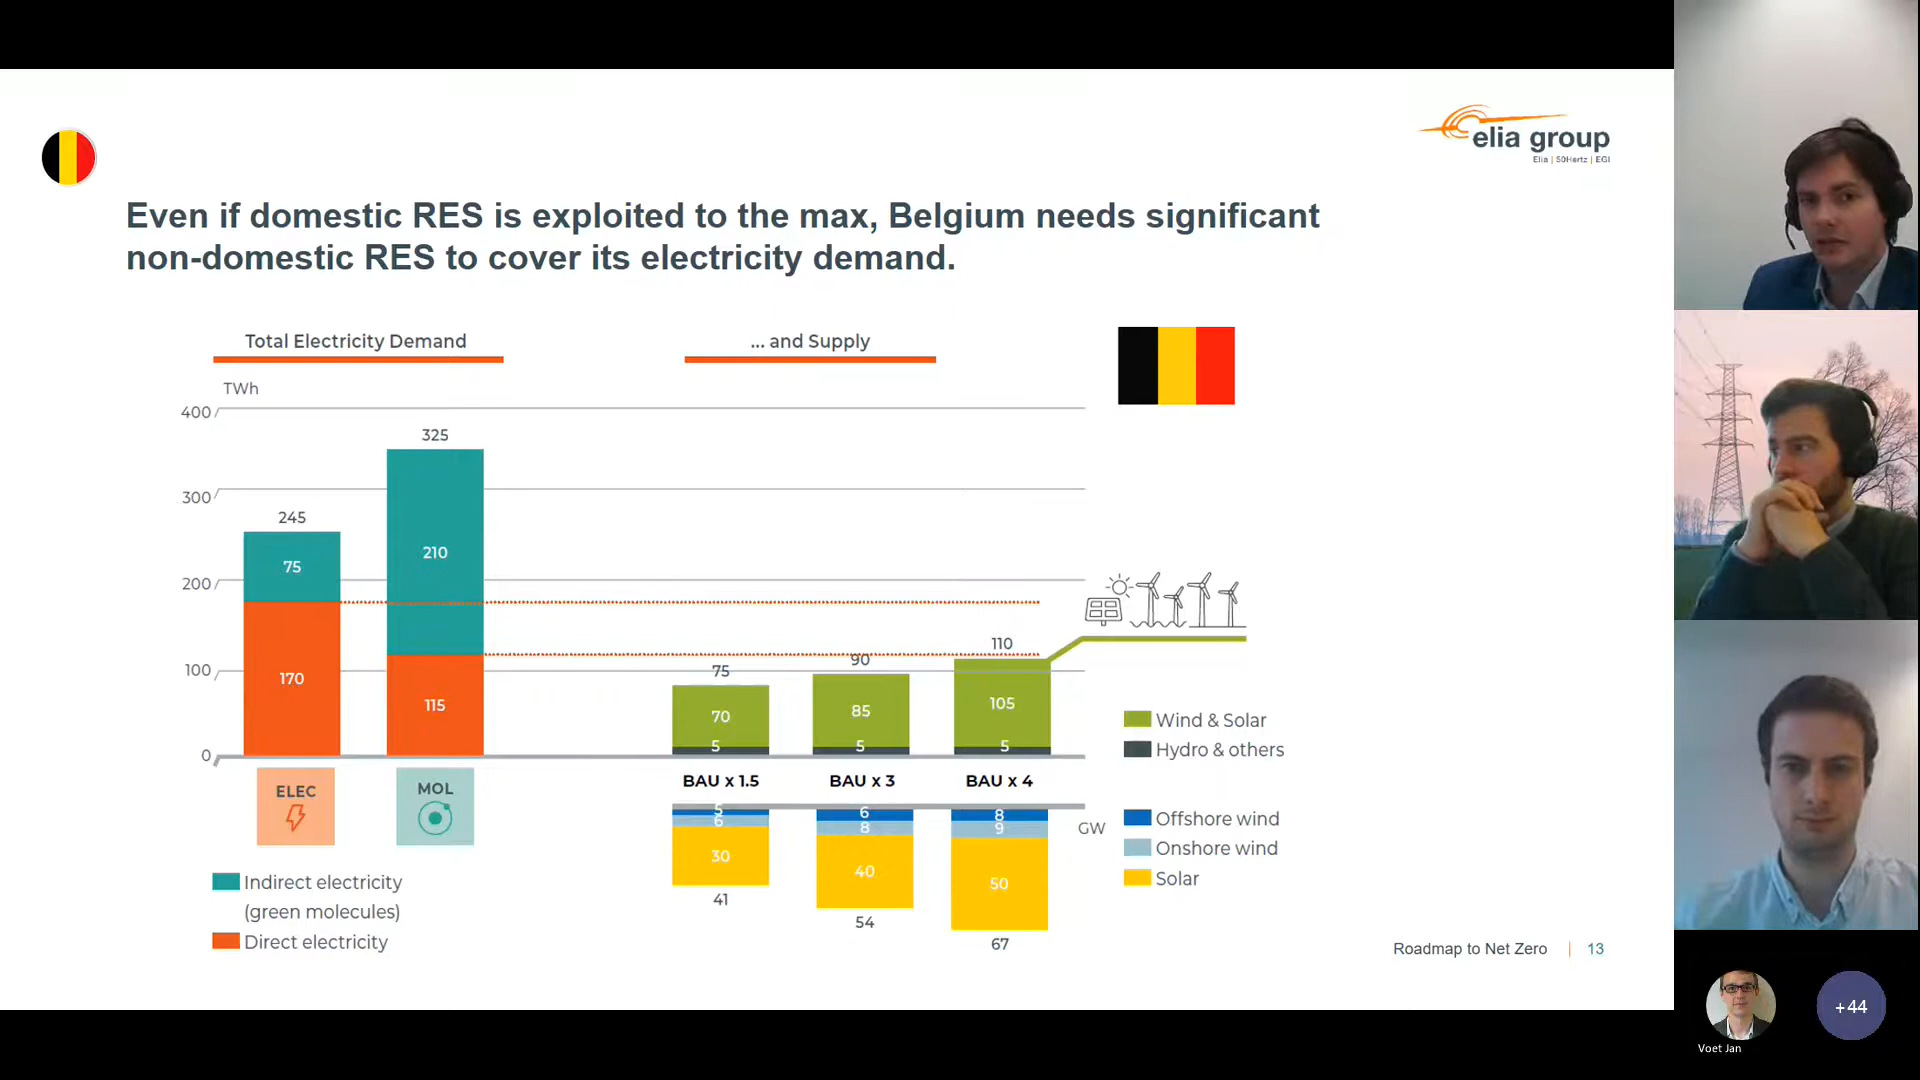 elia group
Elia | 50Hertz | EGI
Even if domestic RES is exploited to the max, Belgium needs significant
non-domestic RES to cover its electricity demand.
Total Electricity Demand
... and Supply
TWh
400
300
200
100
0
245
75
170
325
210
115
75
70
5
90
85
5
110
105
5
ELEC
MOL
BAU x 1.5
BAU x 3
BAU x 4
Wind & Solar
Hydro & others
5
6
30
41
6
8
40
54
8
9
50
67
GW
Offshore wind
Onshore wind
Solar
Indirect electricity
(green molecules)
Direct electricity
Roadmap to Net Zero | 13
+44
Voet Jan